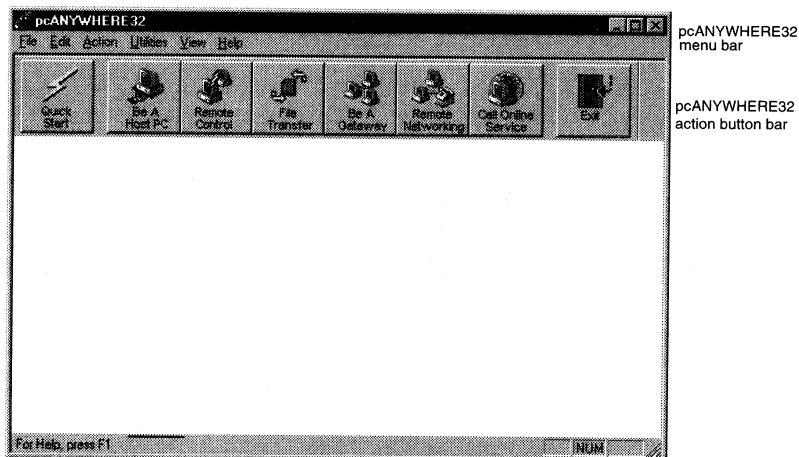 pcANYWHERE32
File Edit Action Utilities View Help
pcANYWHERE32
menu bar
Quick
Start
Be A
Host PC
Remote
Control
File
Transfer
Be A
Gateway
Remote
Networking
Call Online
Service
Exit
pcANYWHERE32
action button bar
For Help, press F1
NUM